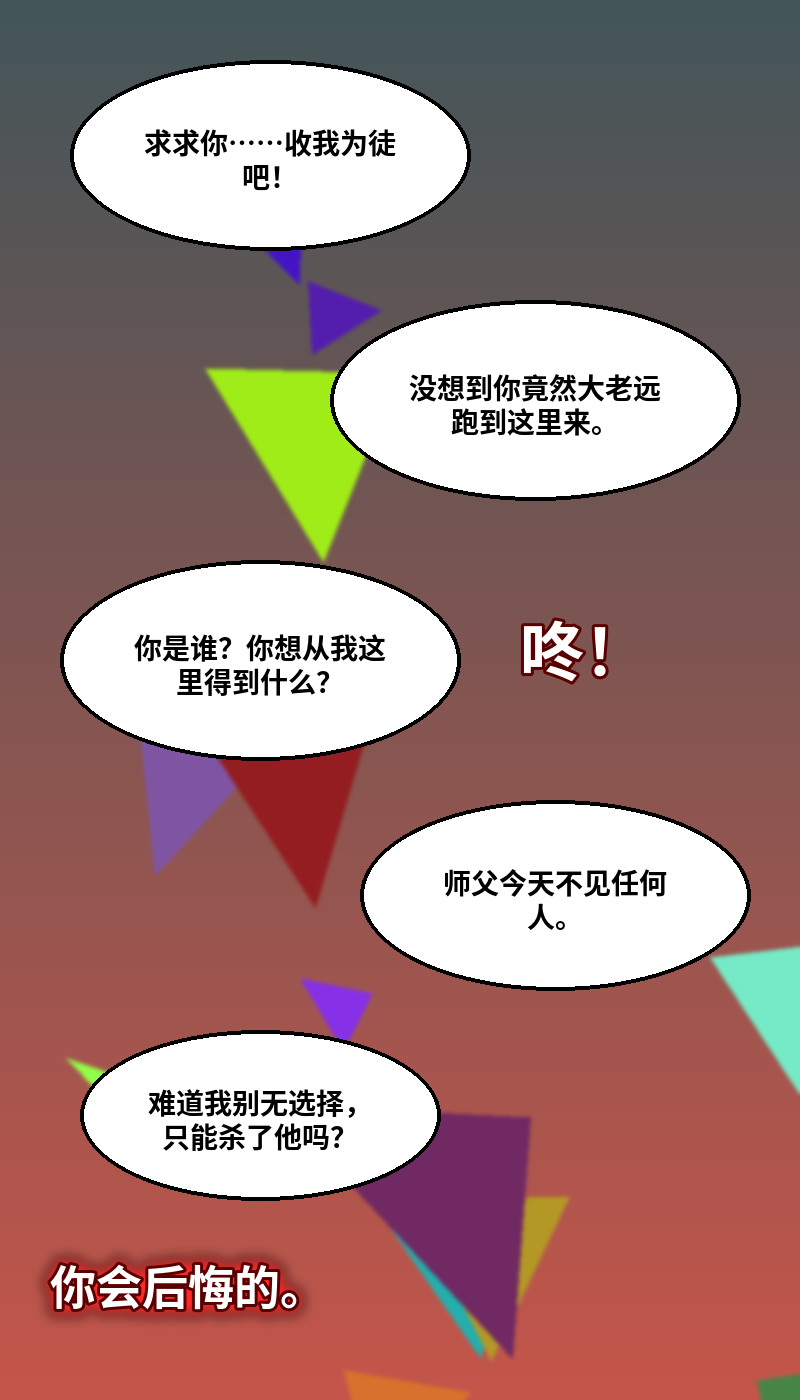 求求你……收我为徒
吧!
没想到你竟然大老远
跑到这里来。
你是谁? 你想从我这
里得到什么?
咚!
师父今天不见任何
人。
难道我别无选择，
只能杀了他吗?
你会后悔的。